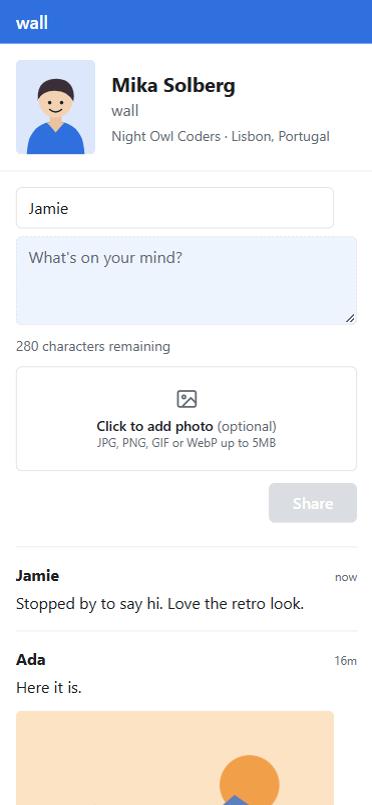 wall
Mika Solberg
wall
Night Owl Coders · Lisbon, Portugal
Jamie
What's on your mind?
280 characters remaining
Click to add photo (optional)
JPG, PNG, GIF or WebP up to 5MB
Share
Jamie now
Stopped by to say hi. Love the retro look.
Ada 16m
Here it is.